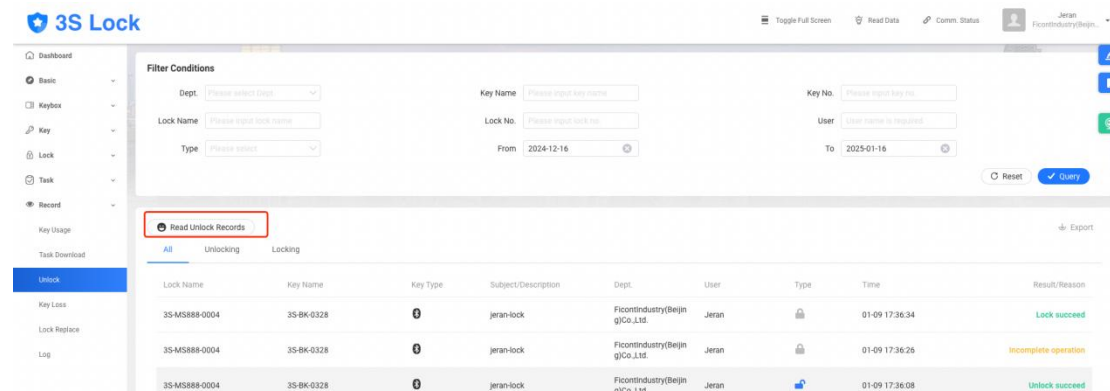 3S Lock
Toggle Full Screen
Read Data
Comm. Status
Jeran
FicontIndustry(Beijin...
Dashboard
Basic
Keybox
Key
Lock
Task
Record
Key Usage
Task Download
Unlock
Key Loss
Lock Replace
Log
Filter Conditions
Dept. Please select Dept.
Key Name Please input key name
Key No. Please input key no.
Lock Name Please input lock name
Lock No. Please input lock no.
User User name is required
Type Please select
From 2024-12-16
To 2025-01-16
Reset Query
Read Unlock Records
Export
All Unlocking Locking
Lock Name Key Name Key Type Subject/Description Dept. User Type Time Result/Reason
3S-MS888-0004 3S-BK-0328 jeran-lock FicontIndustry(Beijin
g)Co.,Ltd. Jeran 01-09 17:36:34 Lock succeed
3S-MS888-0004 3S-BK-0328 jeran-lock FicontIndustry(Beijin
g)Co.,Ltd. Jeran 01-09 17:36:26 Incomplete operation
3S-MS888-0004 3S-BK-0328 jeran-lock FicontIndustry(Beijin
g)Co.,Ltd. Jeran 01-09 17:36:08 Unlock succeed